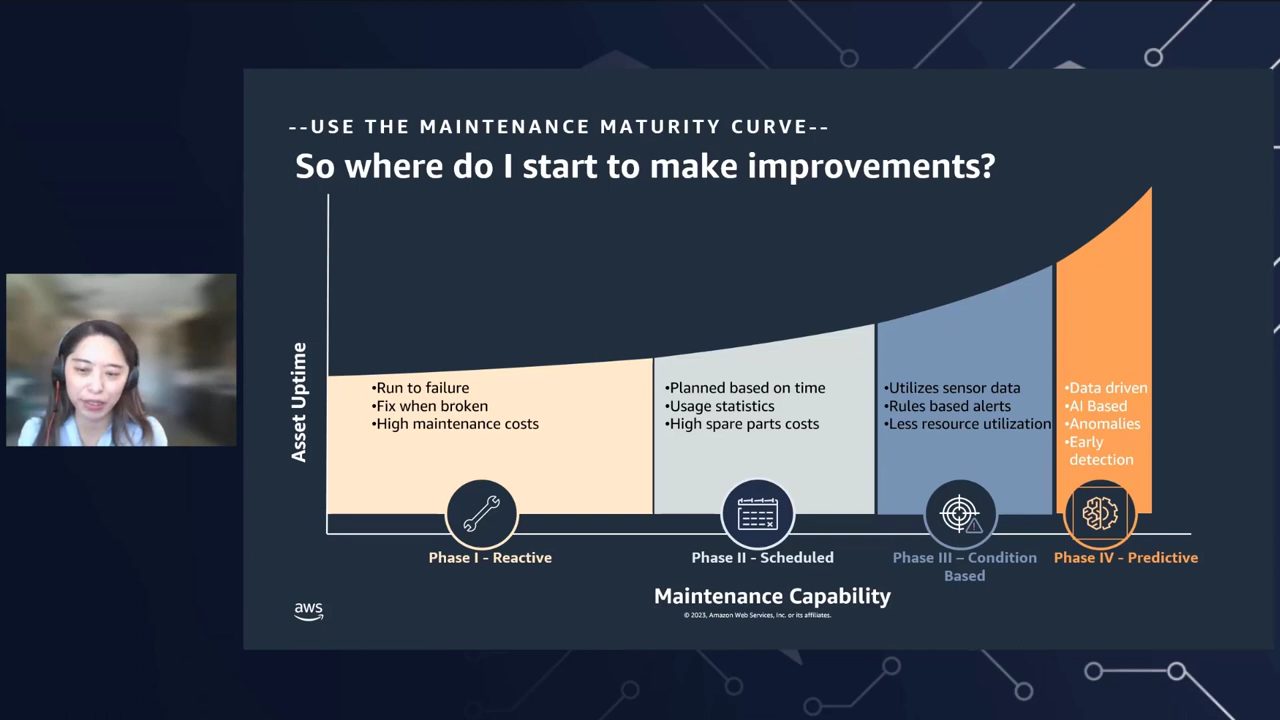 --USE THE MAINTENANCE MATURITY CURVE--
So where do I start to make improvements?
Asset Uptime
•Run to failure
•Fix when broken
•High maintenance costs
•Planned based on time
•Usage statistics
•High spare parts costs
•Utilizes sensor data
•Rules based alerts
•Less resource utilization
•Data driven
•AI Based
•Anomalies
•Early
detection
Phase I - Reactive
Phase II - Scheduled
Phase III – Condition
Based
Phase IV - Predictive
Maintenance Capability
aws
© 2023, Amazon Web Services, Inc. or its affiliates.